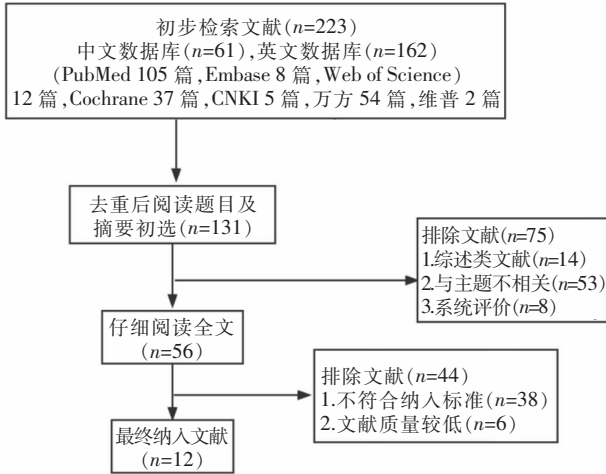 初步检索文献(n=223)
中文数据库(n=61),英文数据库(n=162)
(PubMed 105 篇,Embase 8 篇,Web of Science)
12 篇,Cochrane 37 篇,CNKI 5 篇,万方 54 篇,维普 2 篇
去重后阅读题目及
摘要初选(n=131)
排除文献(n=75)
1.综述类文献(n=14)
2.与主题不相关(n=53)
3.系统评价(n=8)
仔细阅读全文
(n=56)
排除文献(n=44)
1.不符合纳入标准(n=38)
2.文献质量较低(n=6)
最终纳入文献
(n=12)